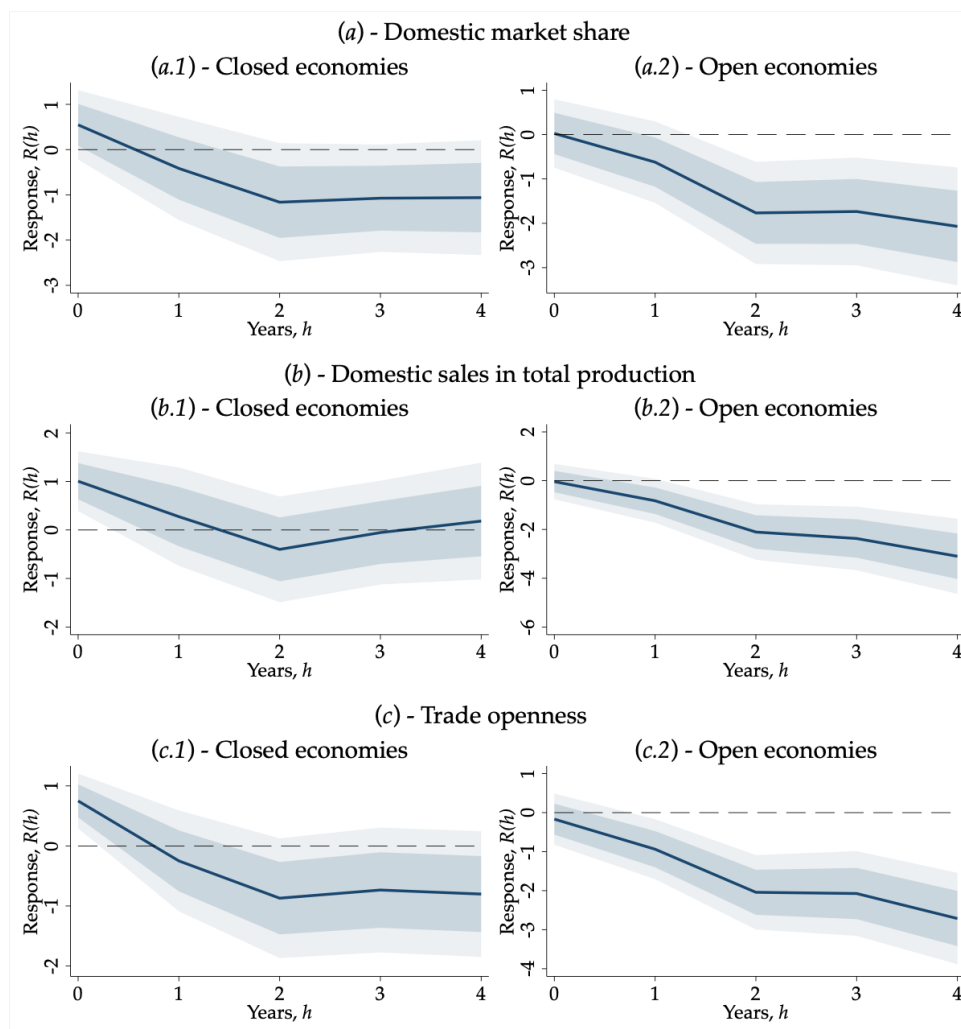 (a) - Domestic market share
(a.1) - Closed economies
Response, R(h)
1
0
-1
-2
-3
0 1 2 3 4
Years, h
(a.2) - Open economies
Response, R(h)
1
0
-1
-2
-3
0 1 2 3 4
Years, h
(b) - Domestic sales in total production
(b.1) - Closed economies
Response, R(h)
2
1
0
-1
-2
0 1 2 3 4
Years, h
(b.2) - Open economies
Response, R(h)
2
0
-2
-4
-6
0 1 2 3 4
Years, h
(c) - Trade openness
(c.1) - Closed economies
Response, R(h)
1
0
-1
-2
0 1 2 3 4
Years, h
(c.2) - Open economies
Response, R(h)
1
0
-1
-2
-3
-4
0 1 2 3 4
Years, h